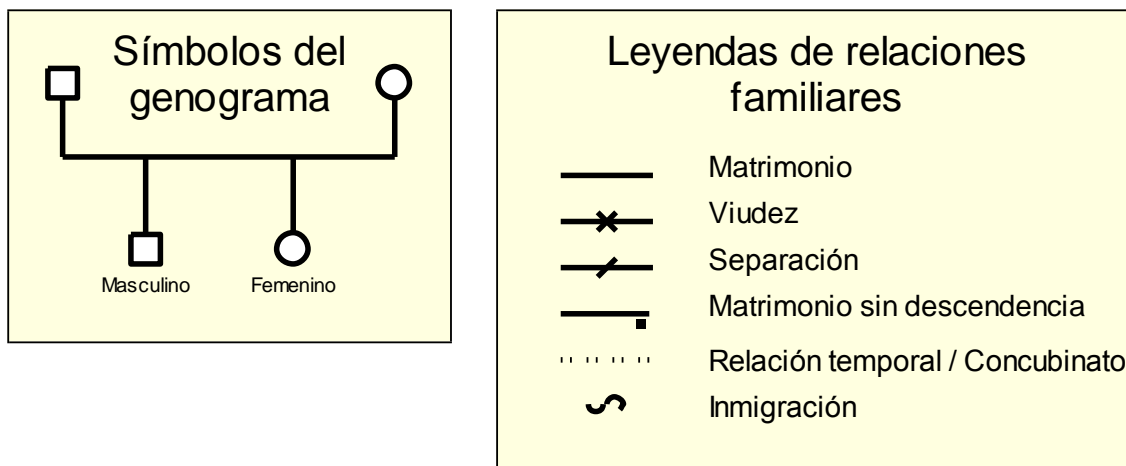 Símbolos del
genograma
Masculino
Femenino
Leyendas de relaciones
familiares
Matrimonio
Viudez
Separación
Matrimonio sin descendencia
Relación temporal / Concubinato
Inmigración